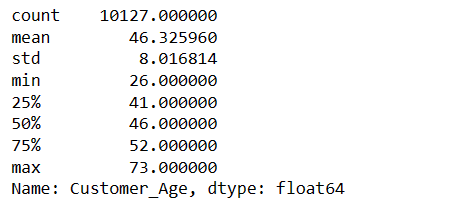 count    10127.000000
mean        46.325960
std          8.016814
min         26.000000
25%         41.000000
50%         46.000000
75%         52.000000
max         73.000000
Name: Customer_Age, dtype: float64